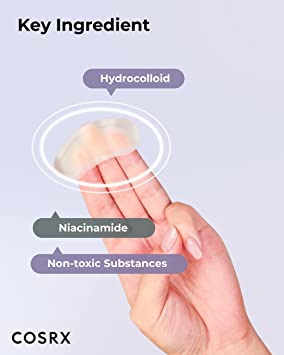 Key Ingredient
Hydrocolloid
Niacinamide
Non-toxic Substances
COSRX